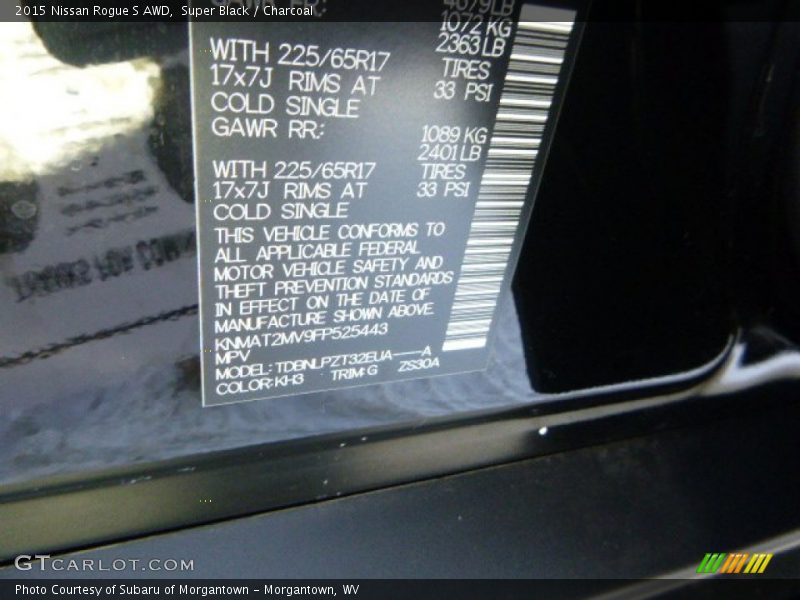 2015 Nissan Rogue S AWD, Super Black / Charcoal
4679LB
1072 KG
2363 LB
WITH 225/65R17 TIRES
17x7J RIMS AT 33 PSI
COLD SINGLE
GAWR RR: 1089 KG
2401 LB
WITH 225/65R17 TIRES
17x7J RIMS AT 33 PSI
COLD SINGLE
THIS VEHICLE CONFORMS TO
ALL APPLICABLE FEDERAL
MOTOR VEHICLE SAFETY AND
THEFT PREVENTION STANDARDS
IN EFFECT ON THE DATE OF
MANUFACTURE SHOWN ABOVE.
KNMAT2MV9FP525443
MPV
MODEL: TDBNLPZT32EUA----A
COLOR:KH3 TRIM:G ZS30A
GTCARLOT.COM
Photo Courtesy of Subaru of Morgantown - Morgantown, WV